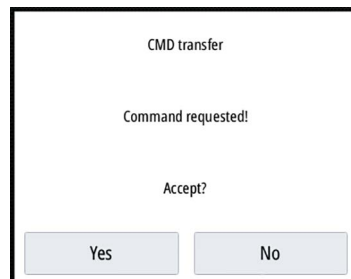 CMD transfer
Command requested!
Accept?
Yes
No